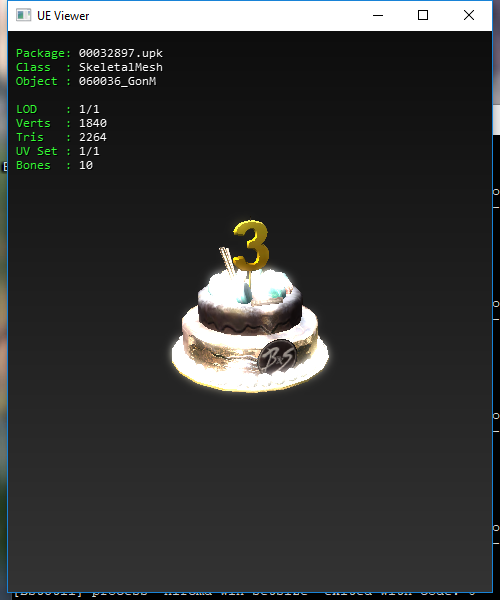 UE Viewer
Package: 00032897.upk
Class : SkeletalMesh
Object : 060036_GonM
LOD : 1/1
Verts : 1840
Tris : 2264
UV Set : 1/1
Bones : 10
3
B&S